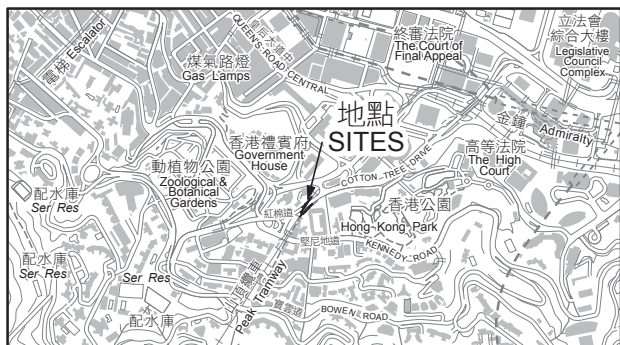 電梯 Escalator
煤氣路燈
Gas Lamps
皇后大道中
QUEEN'S ROAD CENTRAL
終審法院
The Court of
Final Appeal
立法會
綜合大樓
Legislative
Council
Complex
地點
SITES
金鐘
Admiralty
香港禮賓府
Government
House
動植物公園
Zoological &
Botanical
Gardens
COTTON TREE DRIVE
紅棉道
高等法院
The High
Court
配水庫
Ser Res
香港公園
Hong Kong Park
堅尼地道
KENNEDY ROAD
配水庫
Ser Res
Ser Res
山頂纜車
Peak Tramway
配水庫
寶雲道
BOWEN ROAD